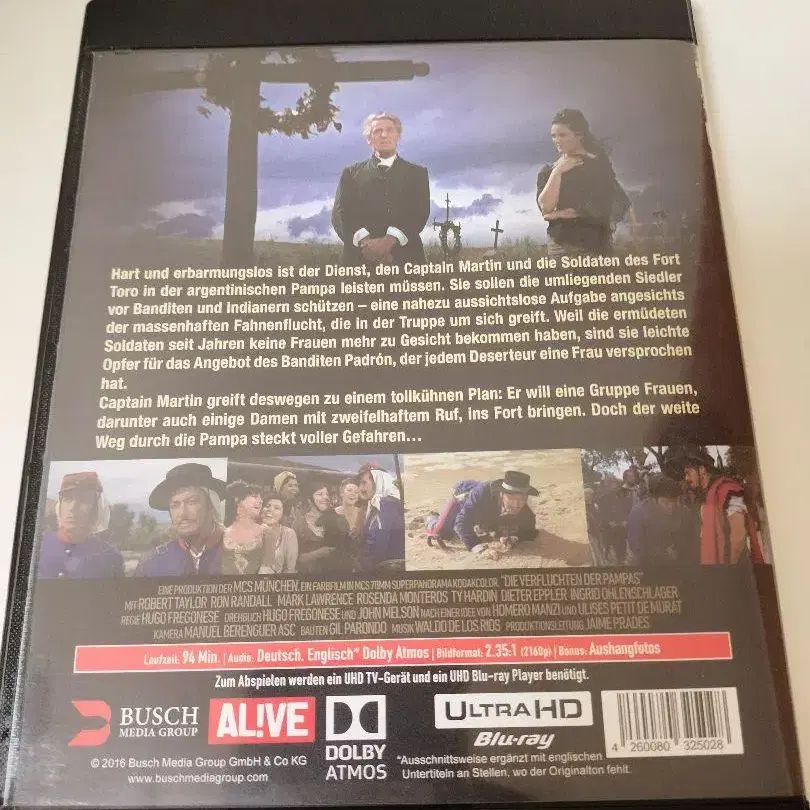 Hart und erbarmungslos ist der Dienst, den Captain Martin und die Soldaten des Fort
Toro in der argentinischen Pampa leisten müssen. Sie sollen die umliegenden Siedler
vor Banditen und Indianern schützen – eine nahezu aussichtslose Aufgabe angesichts
der massenhaften Fahnenflucht, die in der Truppe um sich greift. Weil die ermüdeten
Soldaten seit Jahren keine Frauen mehr zu Gesicht bekommen haben, sind sie leichte
Opfer für das Angebot des Banditen Padrón, der jedem Deserteur eine Frau versprochen
hat.
Captain Martin greift deswegen zu einem tollkühnen Plan: Er will eine Gruppe Frauen,
darunter auch einige Damen mit zweifelhaftem Ruf, ins Fort bringen. Doch der weite
Weg durch die Pampa steckt voller Gefahren...
EINE PRODUKTION DER MCS MÜNCHEN, EIN FARBFILM IN MCS 70MM SUPERPANORAMA KODAKCOLOR, "DIE VERFLUCHTEN DER PAMPAS"
MIT ROBERT TAYLOR RON RANDALL MARK LAWRENCE ROSENDA MONTEROS TY HARDIN DIETER EPPLER INGRID OHLENSCHLAGER
REGIE HUGO FREGONESE DREHBUCH HUGO FREGONESE UND JOHN MELSON NACH EINER IDEE VON HOMERO MANZI UND ULISES PETIT DE MURAT
KAMERA MANUEL BERENGUER ASC BAUTEN GIL PARONDO MUSIK WALDO DE LOS RIOS PRODUKTIONSLEITUNG JAIME PRADES
Laufzeit: 94 Min. | Audio: Deutsch, Englisch* Dolby Atmos | Bildformat: 2.35:1 (2160p) | Bonus: Aushangfotos
Zum Abspielen werden ein UHD TV-Gerät und ein UHD Blu-ray Player benötigt.
BUSCH
MEDIA GROUP
AL!VE
DOLBY
ATMOS
ULTRA HD
Blu-ray
4 260080 325028
© 2016 Busch Media Group GmbH & Co KG
www.buschmediagroup.com
*Ausschnittsweise ergänzt mit englischen
Untertiteln an Stellen, wo der Originalton fehlt.